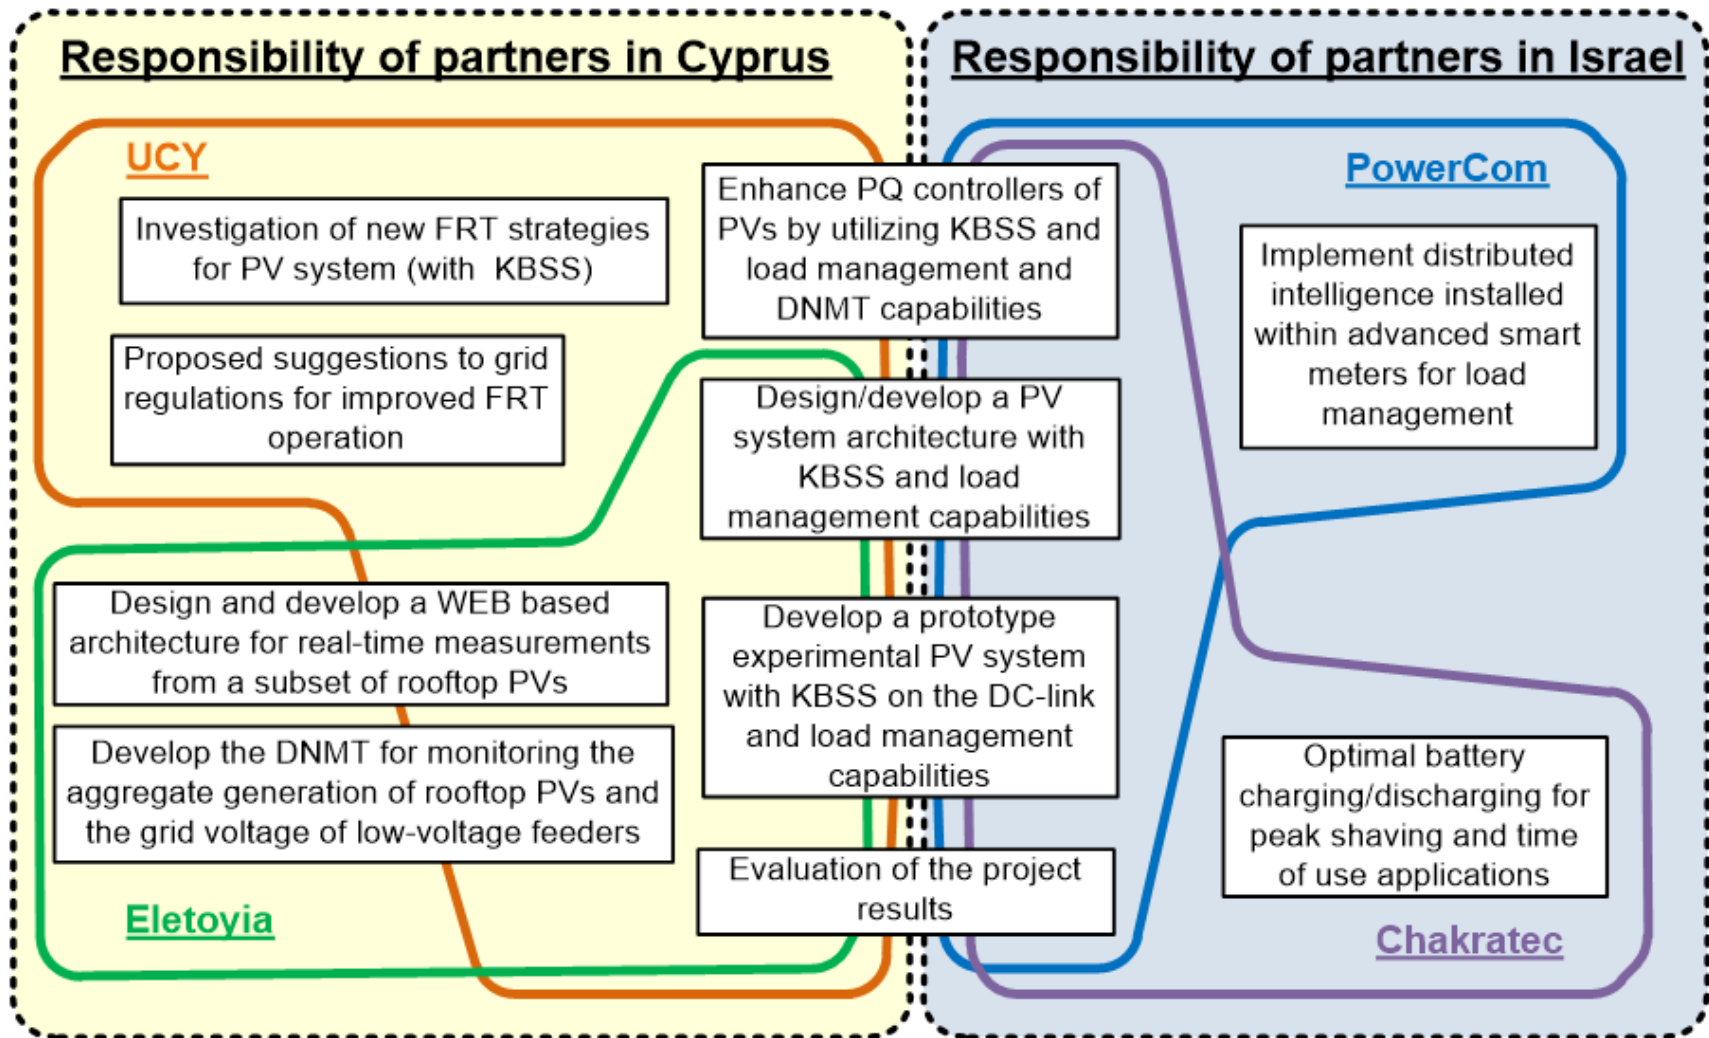 Responsibility of partners in Cyprus
UCY
Investigation of new FRT strategies
for PV system (with KBSS)
Proposed suggestions to grid
regulations for improved FRT
operation
Design and develop a WEB based
architecture for real-time measurements
from a subset of rooftop PVs
Develop the DNMT for monitoring the
aggregate generation of rooftop PVs and
the grid voltage of low-voltage feeders
Eletoyia
Enhance PQ controllers of
PVs by utilizing KBSS and
load management and
DNMT capabilities
Design/develop a PV
system architecture with
KBSS and load
management capabilities
Develop a prototype
experimental PV system
with KBSS on the DC-link
and load management
capabilities
Evaluation of the project
results
Responsibility of partners in Israel
PowerCom
Implement distributed
intelligence installed
within advanced smart
meters for load
management
Optimal battery
charging/discharging for
peak shaving and time
of use applications
Chakratec